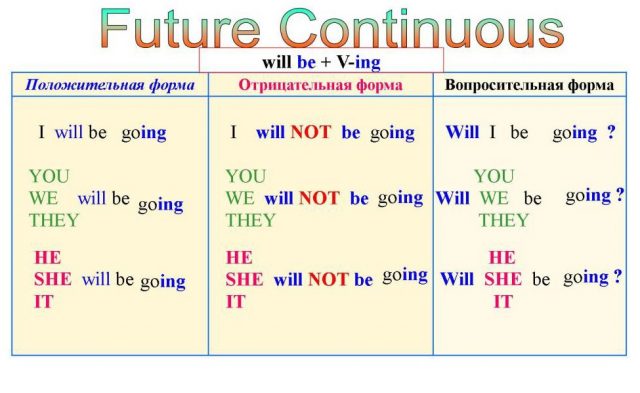 Future Continuous
will be + V-ing
Положительная форма
Отрицательная форма
Вопросительная форма
I will be going
I will NOT be going
Will I be going ?
YOU
WE will be going
THEY
YOU
WE will NOT be going
THEY
YOU
Will WE be going ?
THEY
HE
SHE will be going
IT
HE
SHE will NOT be going
IT
HE
Will SHE be going ?
IT